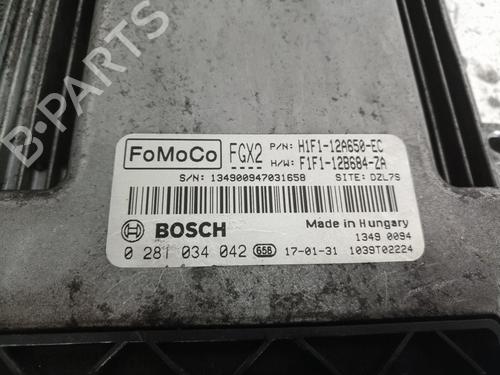 FoMoCo FGX2 P/N: H1F1-12A650-EC
H/W: F1F1-12B684-ZA
S/N: 134900947031658 SITE: DZL7S
BOSCH Made in Hungary
1349 0094
0 281 034 042 658 17-01-31 1039T02224